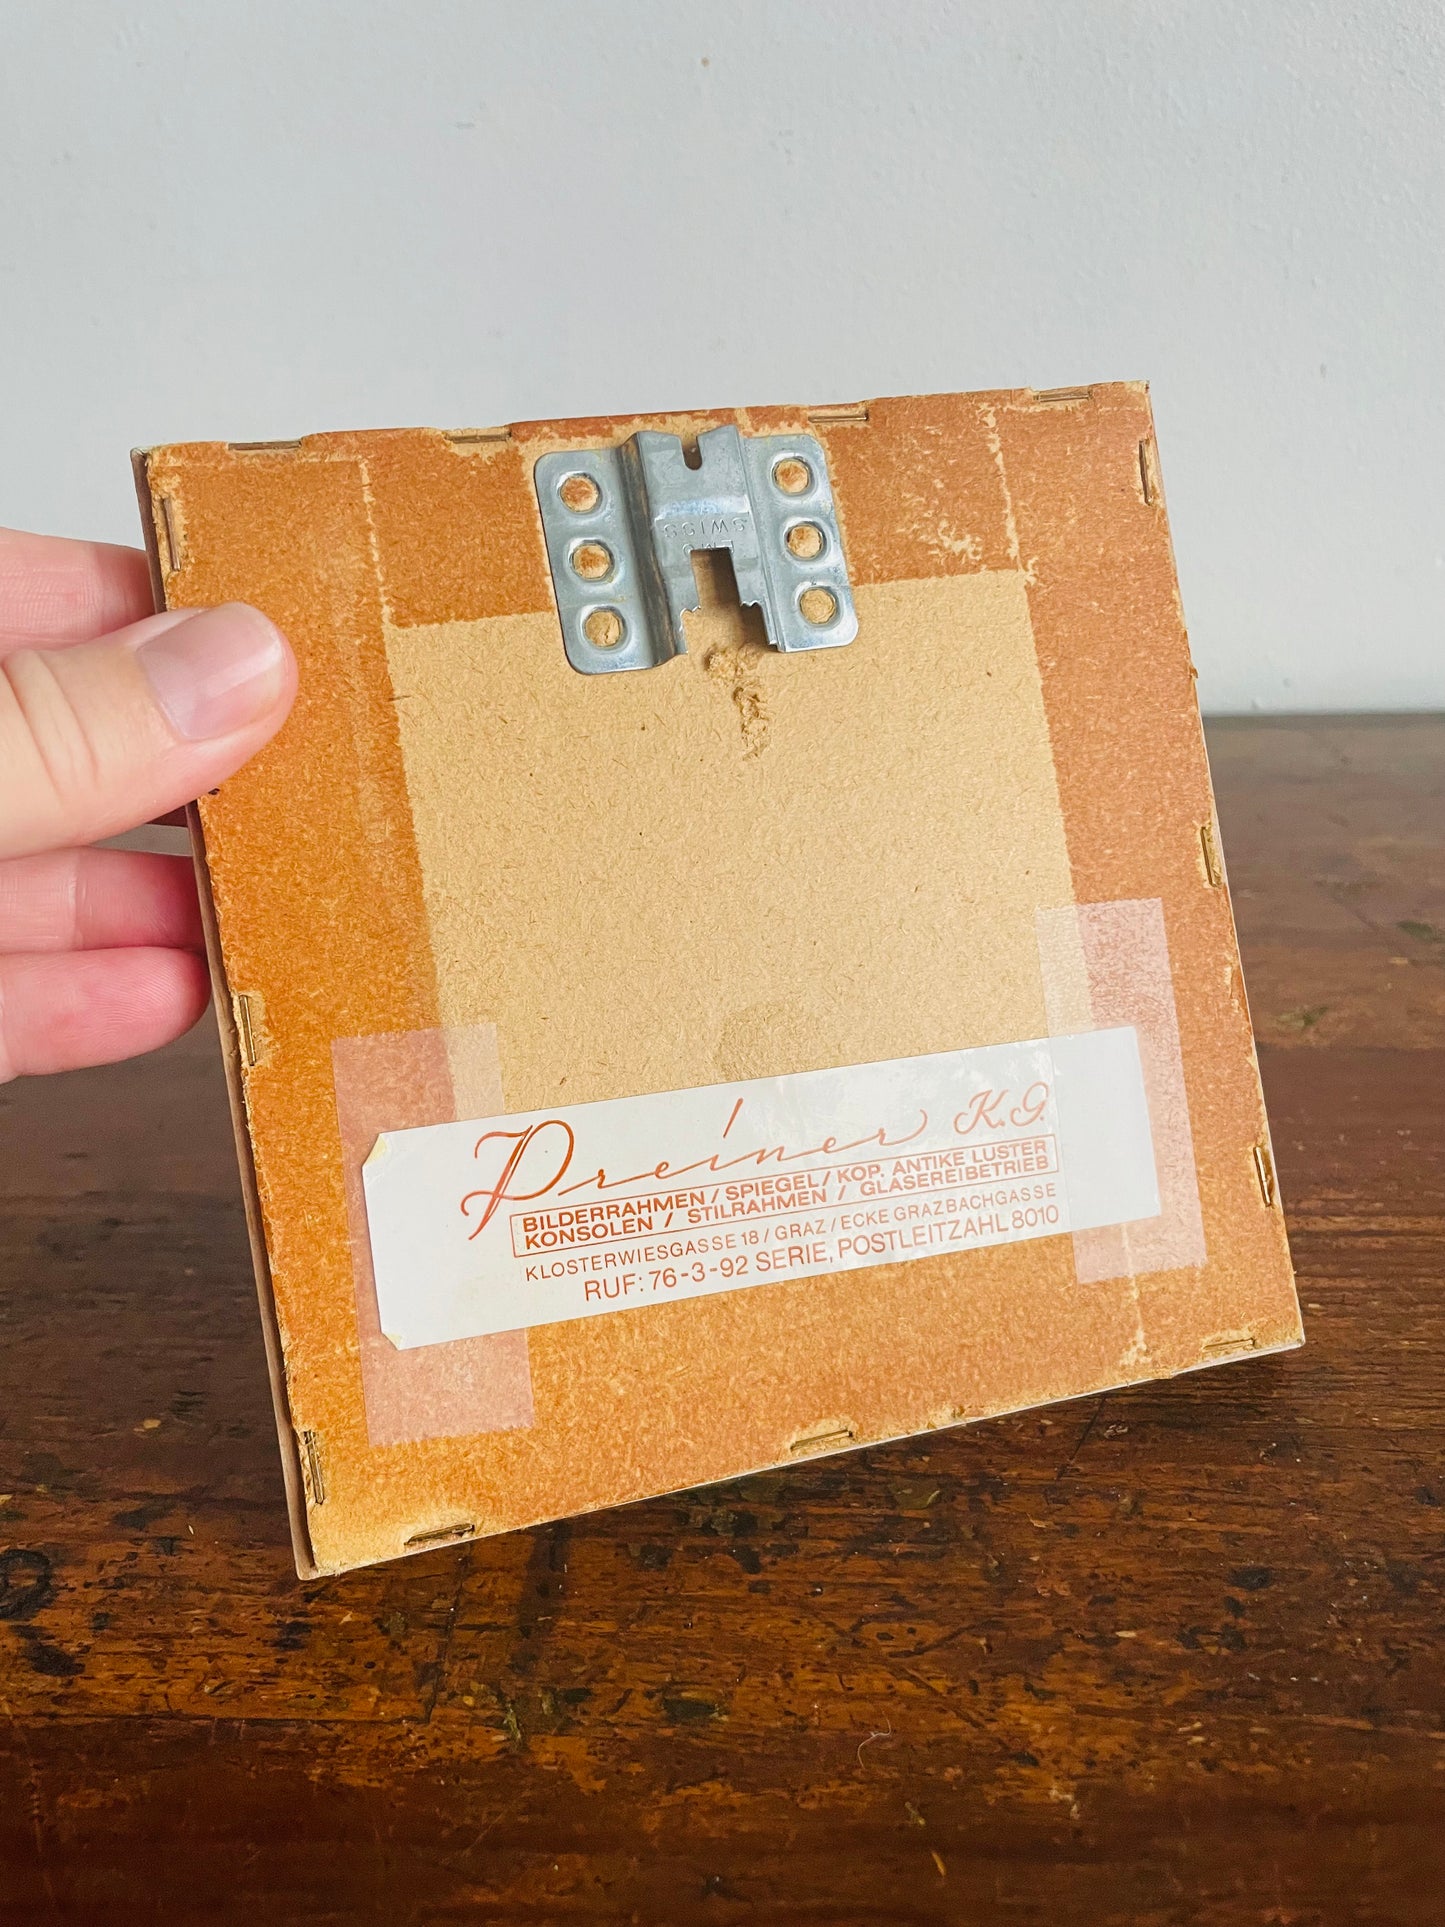 SWISS
Preiner K.G.
BILDERRAHMEN / SPIEGEL / KOP. ANTIKE LUSTER
KONSOLEN / STILRAHMEN / GLASEREIBETRIEB
KLOSTERWIESGASSE 18 / GRAZ / ECKE GRAZBACHGASSE
RUF: 76-3-92 SERIE, POSTLEITZAHL 8010